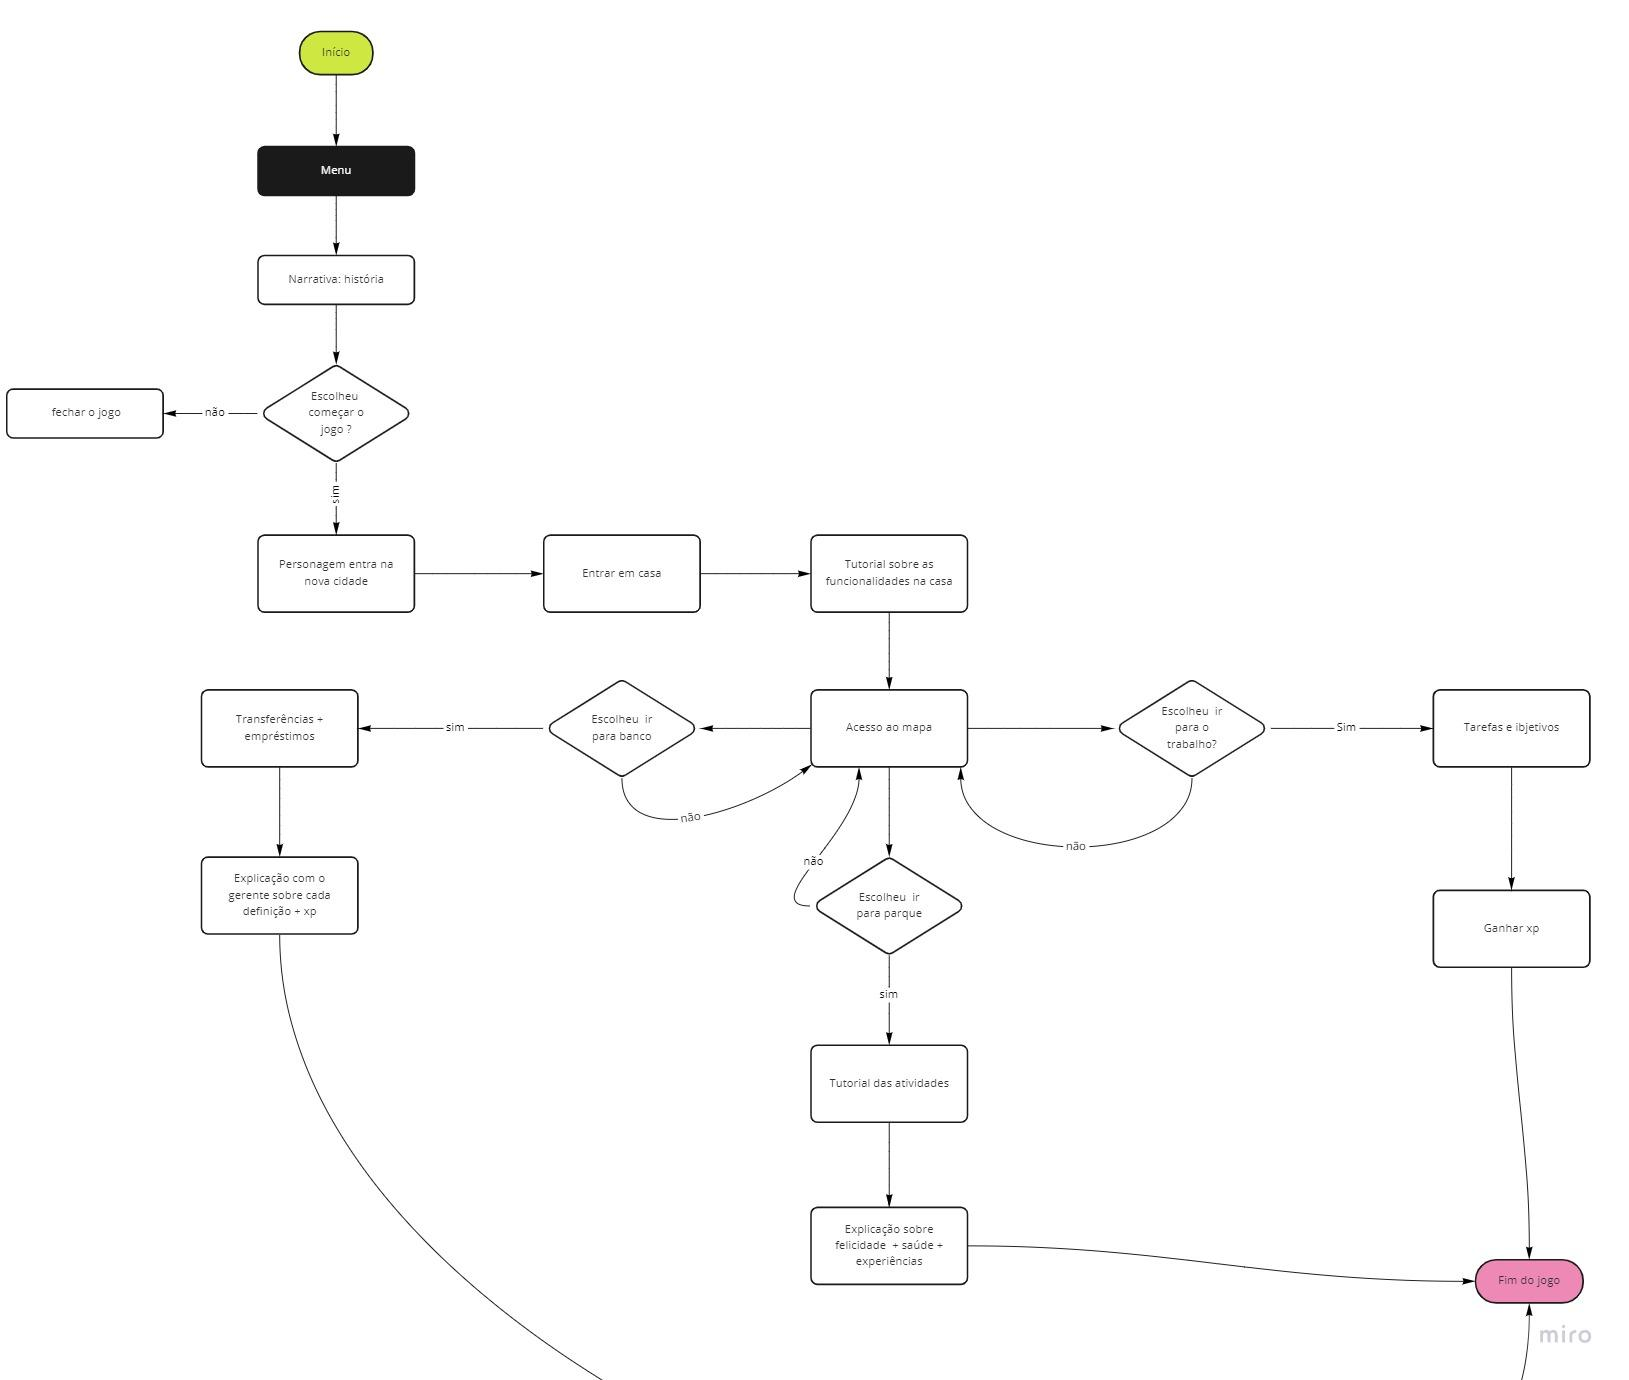 Início
Menu
Narrativa: história
Escolheu
começar o
jogo ?
não
fechar o jogo
sim
Personagem entra na
nova cidade
Entrar em casa
Tutorial sobre as
funcionalidades na casa
Transferências +
empréstimos
sim
Escolheu ir
para banco
Acesso ao mapa
Escolheu ir
para o
trabalho?
Sim
Tarefas e ibjetivos
não
não
não
Explicação com o
gerente sobre cada
definição + xp
Escolheu ir
para parque
Ganhar xp
sim
Tutorial das atividades
Explicação sobre
felicidade + saúde +
experiências
Fim do jogo
miro